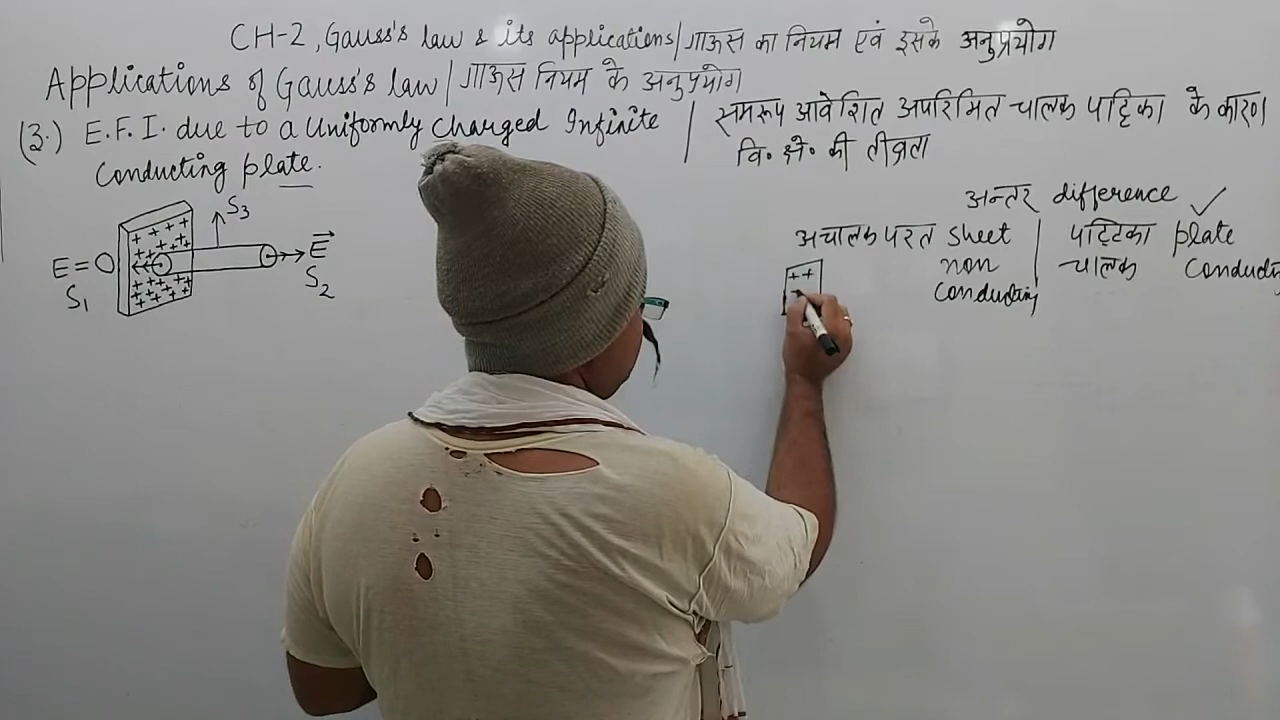 CH-2, Gauss's law & its applications/गाऊस का नियम एवं इसके अनुप्रयोग
Applications of Gauss's law/गाऊस नियम के अनुप्रयोग
(3.) E.F.I. due to a Uniformly charged Infinite / समरूप आवेशित अपरिमित चालक पाट्टिका के कारण
Conducting plate. वि॰ क्षे॰ की तीव्रता
अन्तर difference ✓
अचालक परत sheet | पट्टिका plate
non चालक
conducting
S3
E = 0
E
S1
S2